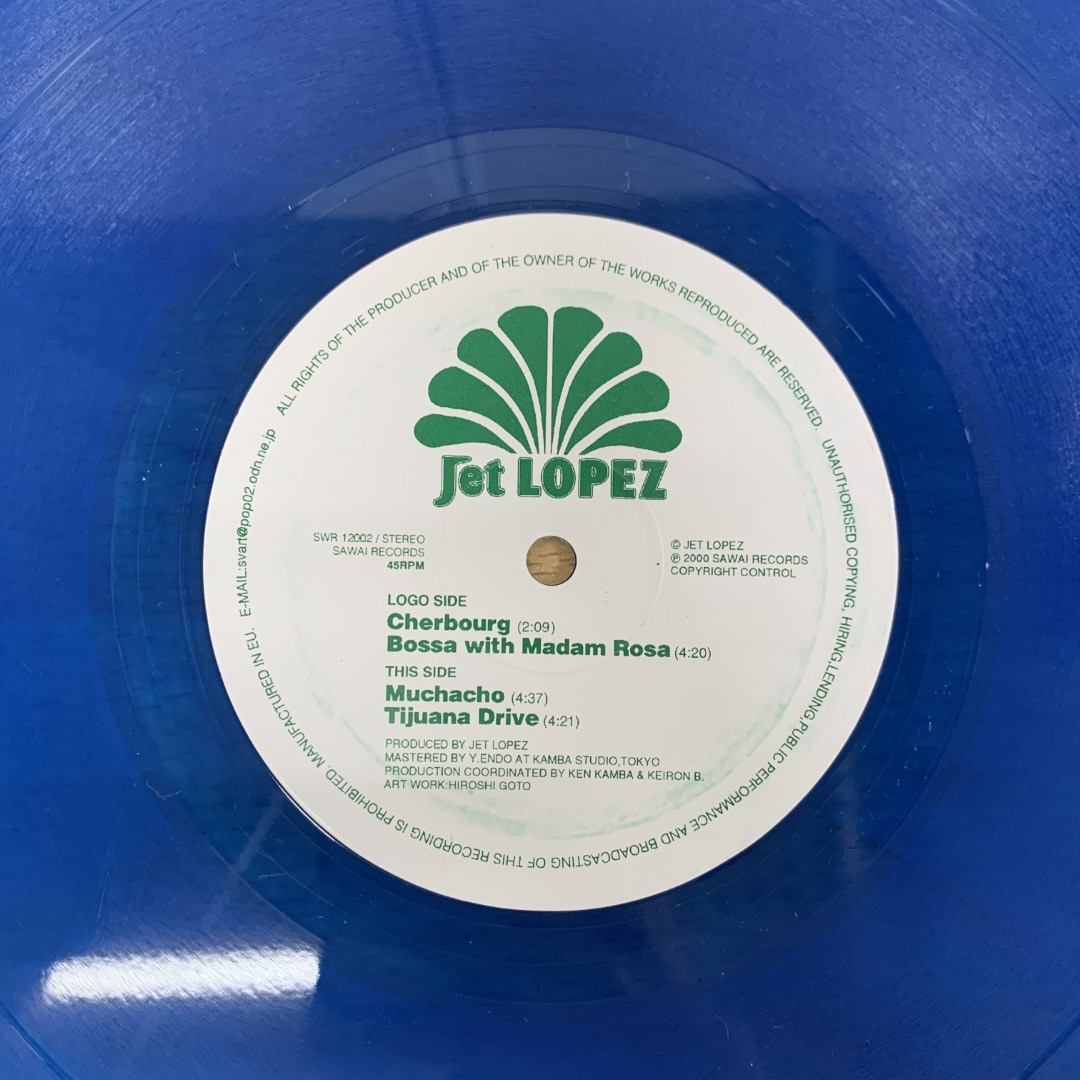 ALL RIGHTS OF THE PRODUCER AND OF THE OWNER OF THE WORKS REPRODUCED ARE RESERVED. UNAUTHORISED COPYING, HIRING,LENDING,PUBLIC PERFORMANCE AND BROADCASTING OF THIS RECORDING IS PROHIBITED. MANUFACTURED IN EU. E-MAIL:svart@pop02.odn.ne.jp
Jet LOPEZ
SWR 12002 / STEREO
SAWAI RECORDS
45RPM
© JET LOPEZ
℗ 2000 SAWAI RECORDS
COPYRIGHT CONTROL
LOGO SIDE
Cherbourg (2:09)
Bossa with Madam Rosa (4:20)
THIS SIDE
Muchacho (4:37)
Tijuana Drive (4:21)
PRODUCED BY JET LOPEZ
MASTERED BY Y.ENDO AT KAMBA STUDIO,TOKYO
PRODUCTION COORDINATED BY KEN KAMBA & KEIRON B.
ART WORK:HIROSHI GOTO